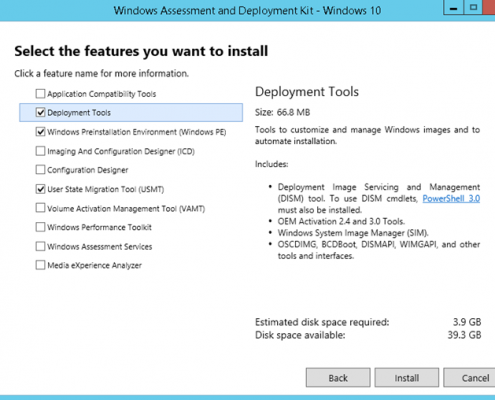 Windows Assessment and Deployment Kit - Windows 10
Select the features you want to install
Click a feature name for more information.
Application Compatibility Tools
Deployment Tools
Windows Preinstallation Environment (Windows PE)
Imaging And Configuration Designer (ICD)
Configuration Designer
User State Migration Tool (USMT)
Volume Activation Management Tool (VAMT)
Windows Performance Toolkit
Windows Assessment Services
Media eXperience Analyzer
Deployment Tools
Size: 66.8 MB
Tools to customize and manage Windows images and to
automate installation.
Includes:
• Deployment Image Servicing and Management
(DISM) tool. To use DISM cmdlets, PowerShell 3.0
must also be installed.
• OEM Activation 2.4 and 3.0 Tools.
• Windows System Image Manager (SIM).
• OSCDIMG, BCDBoot, DISMAPI, WIMGAPI, and other
tools and interfaces.
Estimated disk space required: 3.9 GB
Disk space available: 39.3 GB
Back Install Cancel